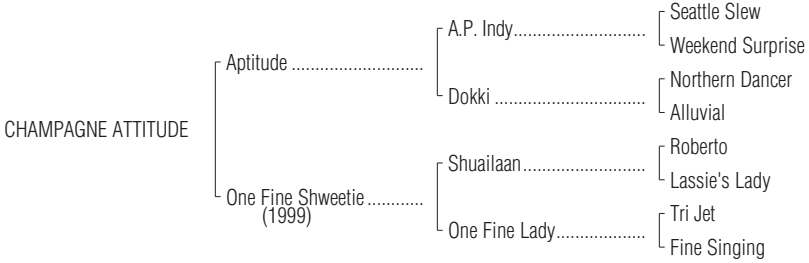 Seattle Slew
A.P. Indy............................
Weekend Surprise
Aptitude ............................
Northern Dancer
Dokki ................................
Alluvial
CHAMPAGNE ATTITUDE
Roberto
Shuailaan..........................
Lassie's Lady
One Fine Shweetie ............
(1999)
Tri Jet
One Fine Lady...................
Fine Singing